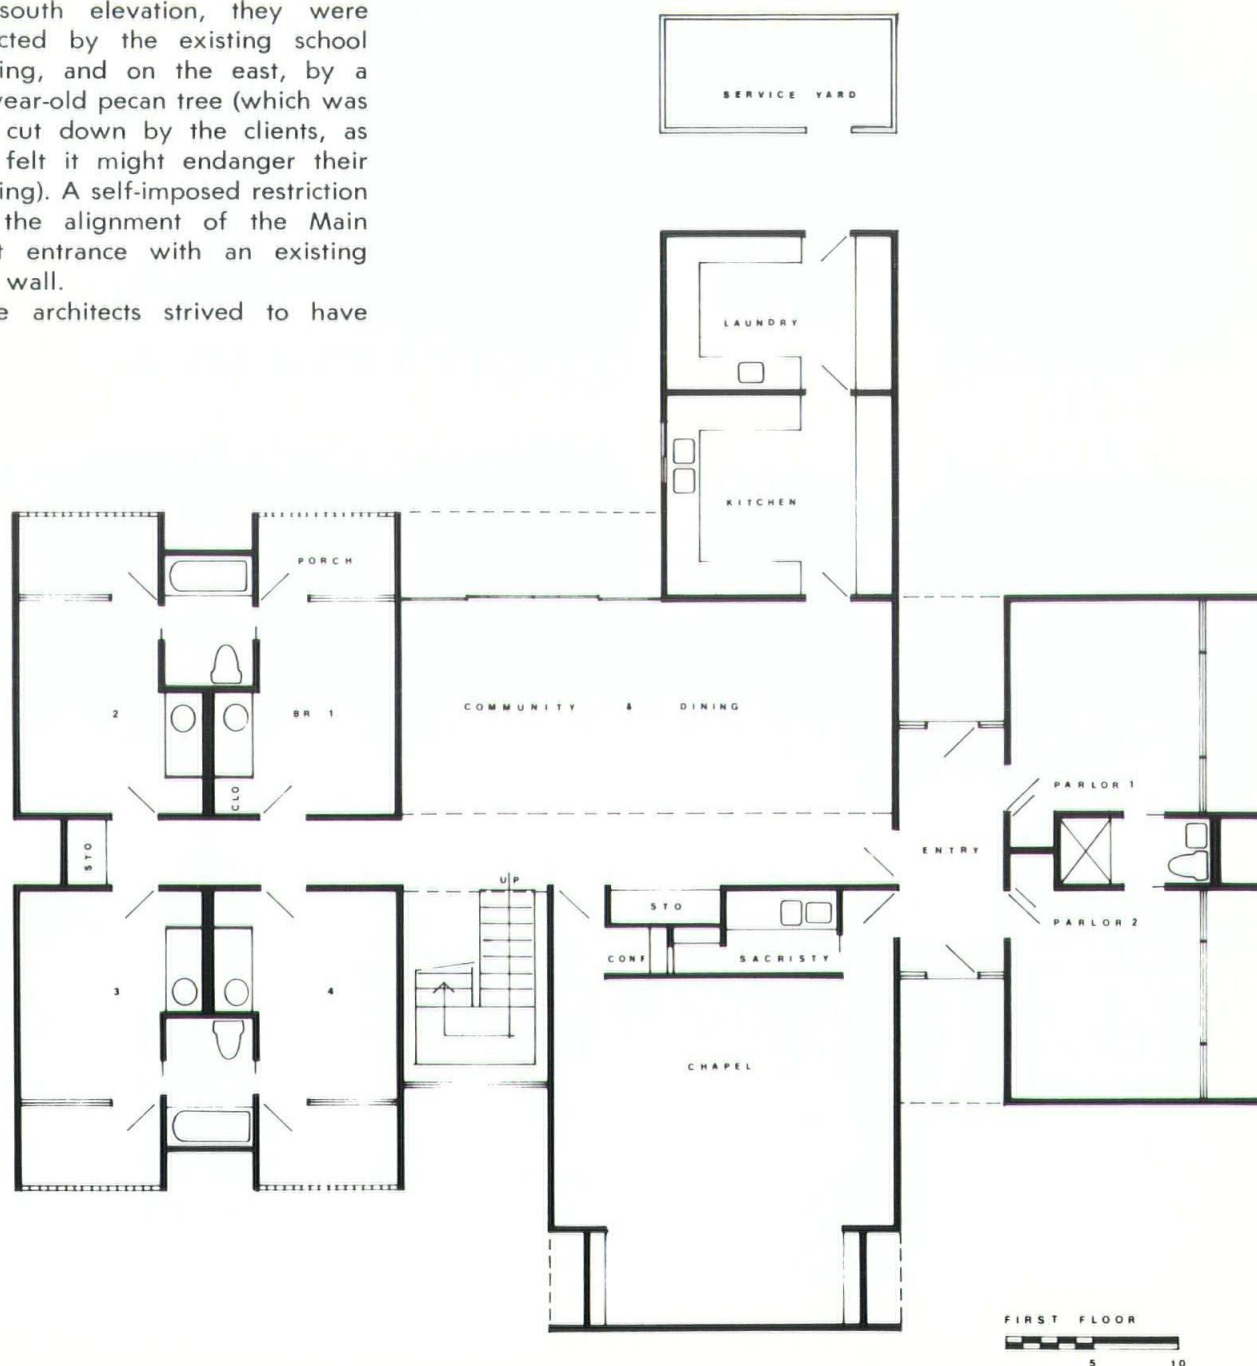 south elevation, they were
cted by the existing school
ing, and on the east, by a
year-old pecan tree (which was
cut down by the clients, as
felt it might endanger their
ing). A self-imposed restriction
the alignment of the Main
t entrance with an existing
wall.
e architects strived to have
SERVICE YARD
LAUNDRY
KITCHEN
PORCH
2
BR 1
COMMUNITY & DINING
CLO
PARLOR 1
STO
ENTRY
UP
STO
PARLOR 2
CONF
SACRISTY
3
4
CHAPEL
FIRST FLOOR
5 10